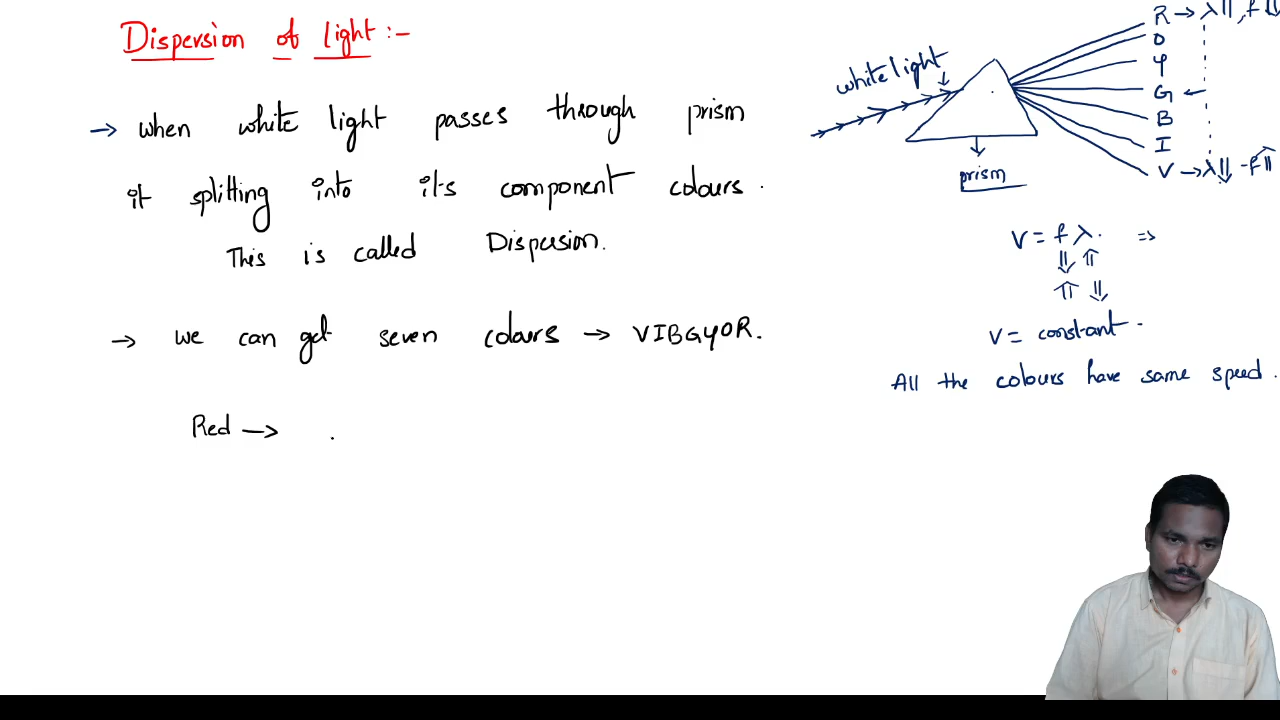 Dispersion of light :-
→ when white light passes through prism
it splitting into its component colours.
This is called Dispersion.
→ we can get seven colours → VIBGYOR.
Red →
white light
prism
R → λ⇑, f⇓
O
Y
G ←
B
I
V → λ⇓ - f⇑
V = f λ. ⇒
⇓ ⇑
⇑ ⇓
V = constant.
All the colours have same speed.